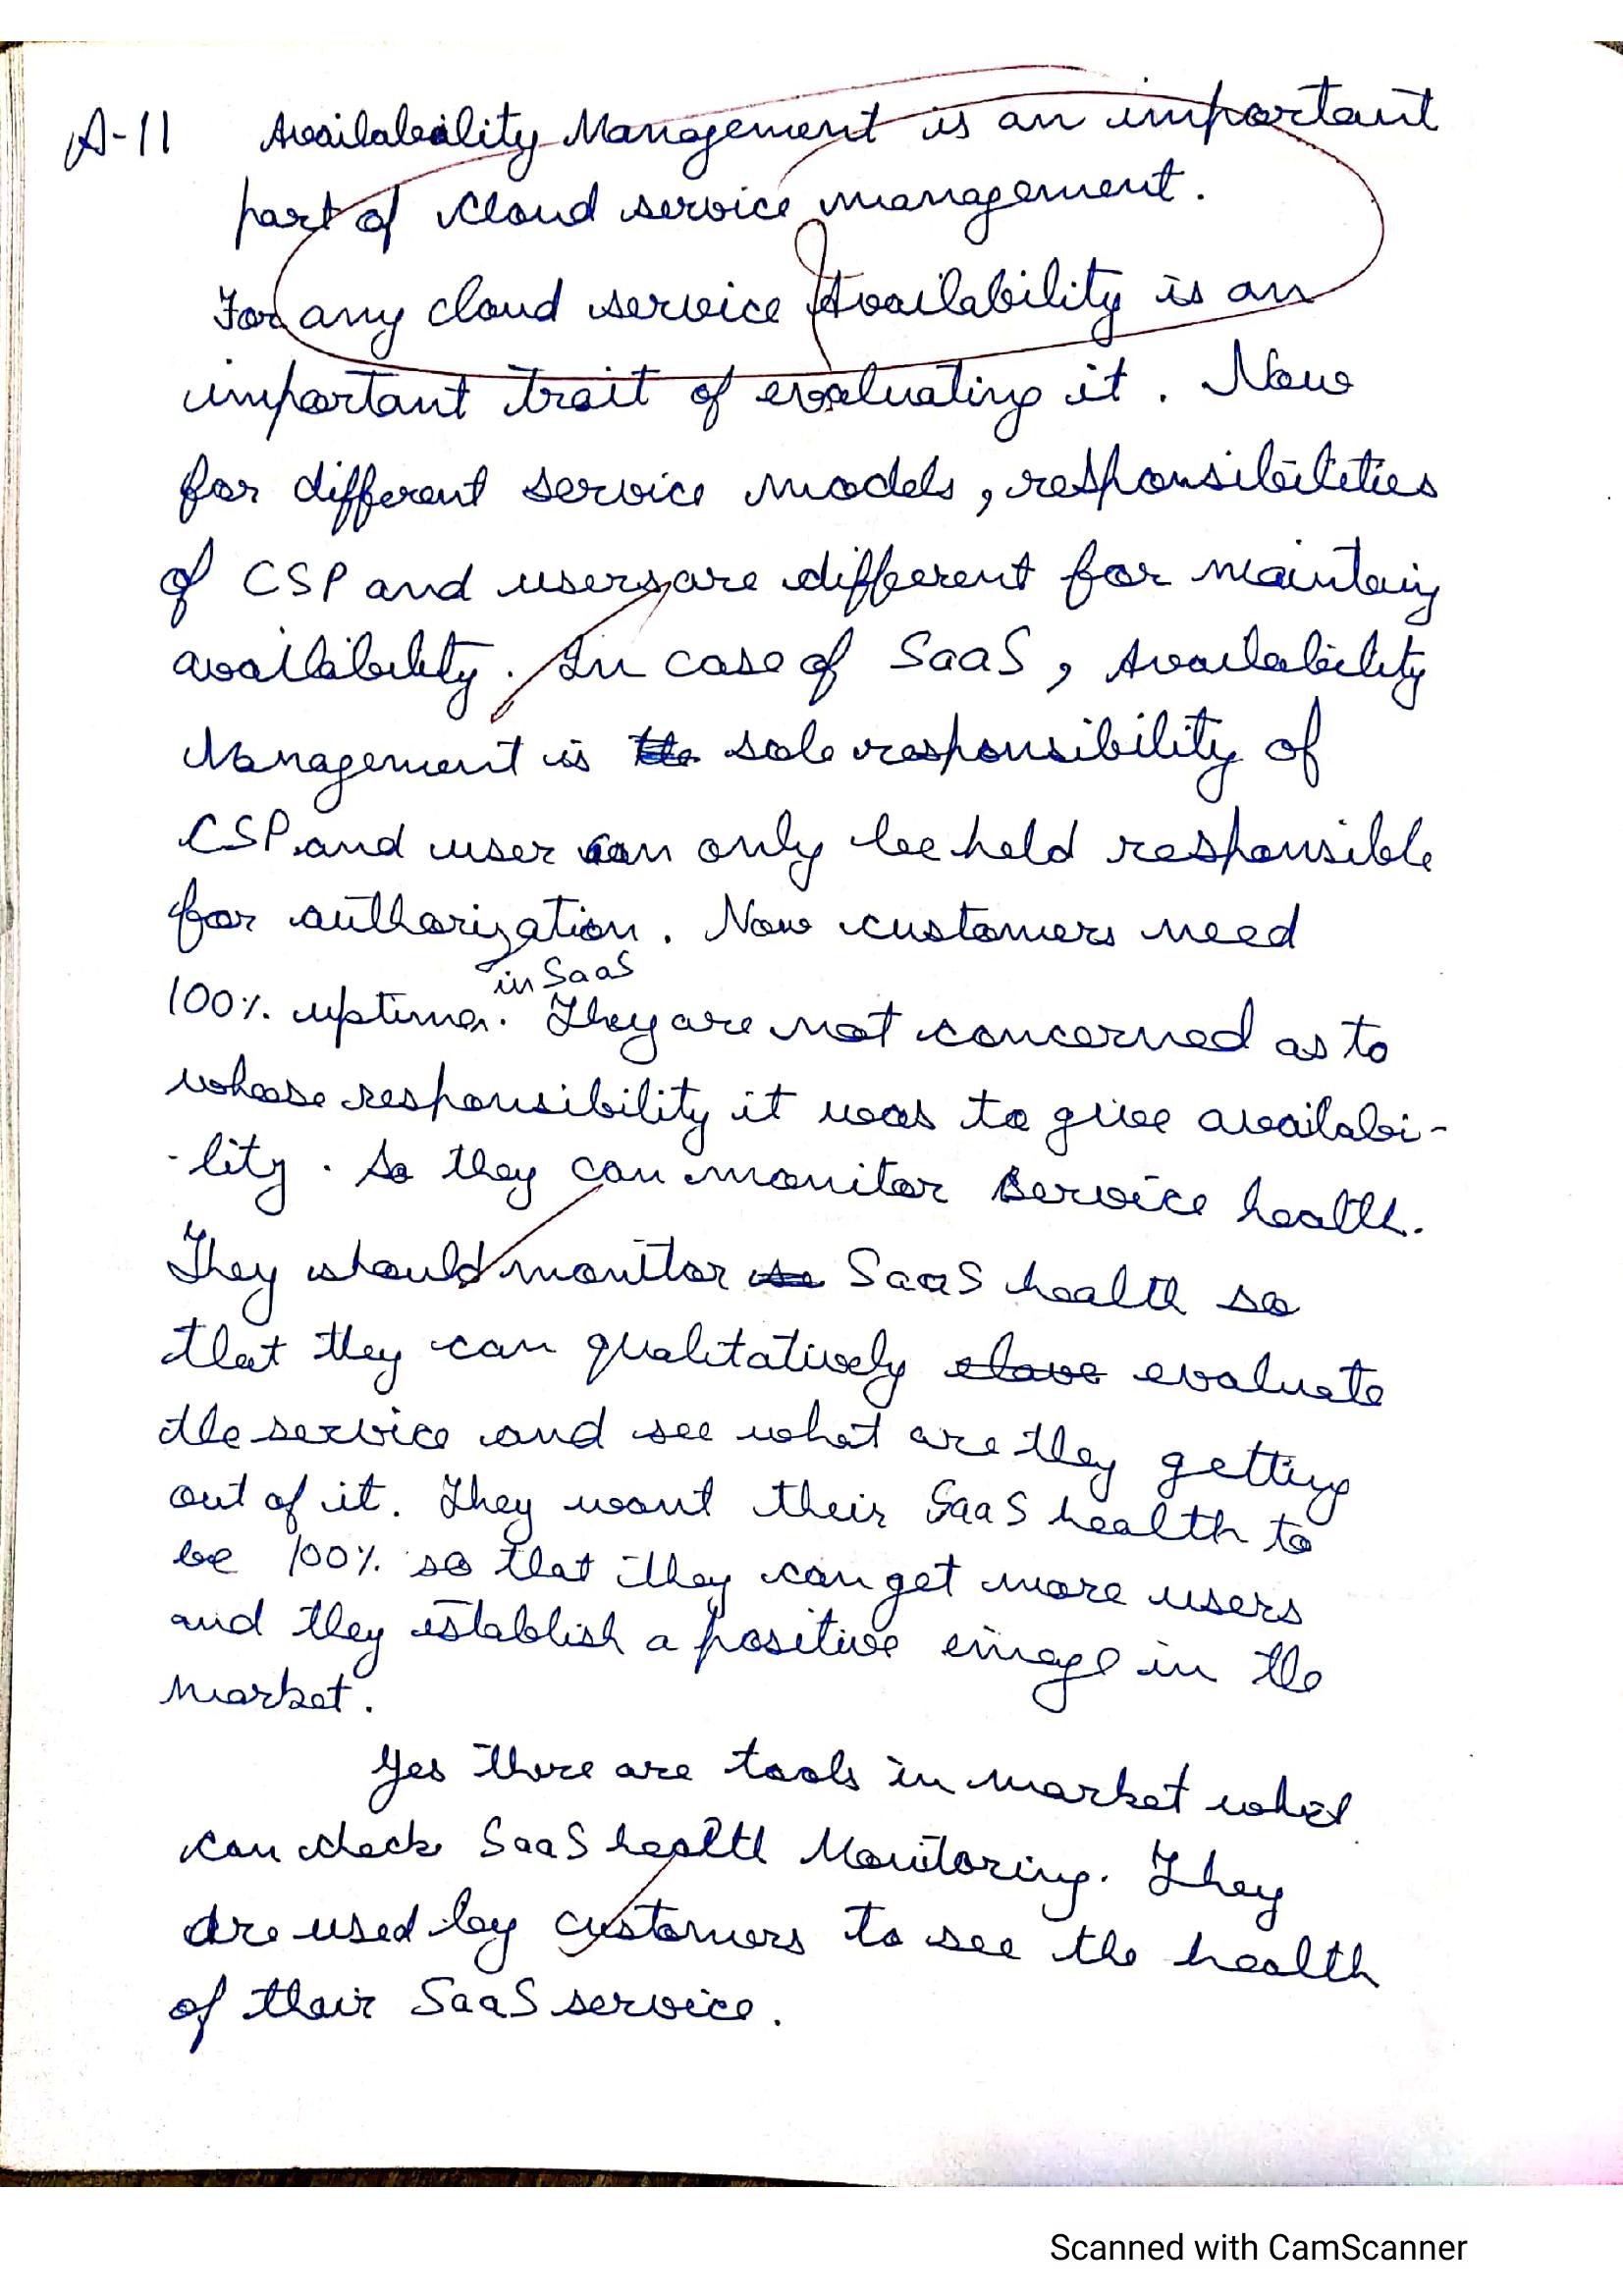 A-11 Availability Management is an important
part of cloud service management.
For any cloud service Availability is an
important trait of evaluating it. Now
for different service models, responsibilities
of CSP and users are different for maintaing
availability. In case of SaaS, Availability
Management is the sole responsibility of
CSP and user can only be held responsible
for authorization. Now customers need
in SaaS
100% uptime. They are not concerned as to
whose responsibility it was to give availabi-
-lity. So they can monitor service health.
They should monitor SaaS health so
that they can qualitatively evaluate
the service and see what are they getting
out of it. They want their SaaS health to
be 100% so that they can get more users
and they establish a positive image in the
market.
Yes there are tools in market which
can check SaaS health Monitoring. They
are used by customers to see the health
of their SaaS service.
Scanned with CamScanner